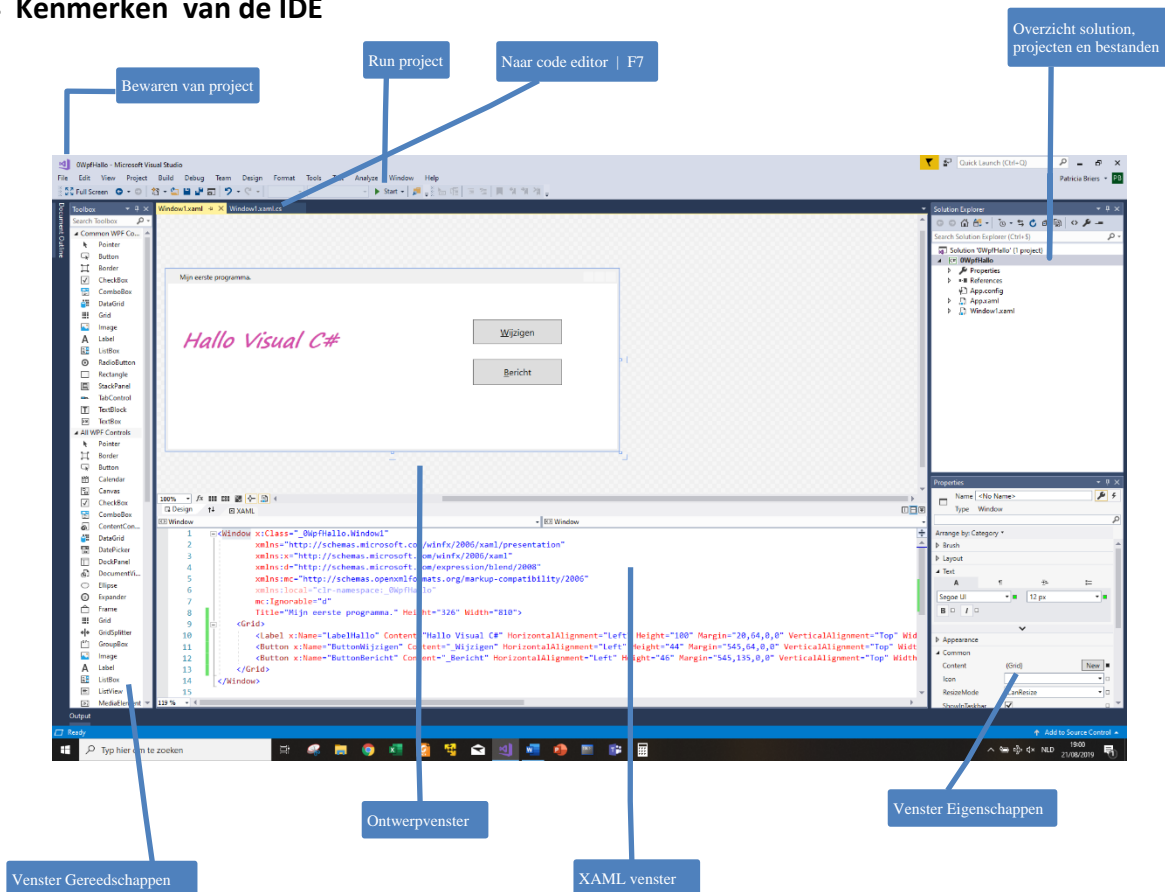 Kenmerken van de IDE
Overzicht solution,
projecten en bestanden
Run project
Naar code editor | F7
Bewaren van project
0WpfHallo - Microsoft Visual Studio
Quick Launch (Ctrl+Q)
File Edit View Project Build Debug Team Design Format Tools Analyze Window Help
Patricia Briers PB
Full Screen
Start
Document Outline
Toolbox
Search Toolbox
Common WPF Co...
Pointer
Button
Border
CheckBox
ComboBox
DataGrid
Grid
Image
Label
ListBox
RadioButton
Rectangle
StackPanel
TabControl
TextBlock
TextBox
All WPF Controls
Pointer
Border
Button
Calendar
Canvas
CheckBox
ComboBox
ContentCon...
DataGrid
DatePicker
DockPanel
DocumentVi...
Ellipse
Expander
Frame
Grid
GridSplitter
GroupBox
Image
Label
ListBox
ListView
MediaElement
Window1.xaml Window1.xaml.cs
Mijn eerste programma.
Hallo Visual C#
Wijzigen
Bericht
100%
Design XAML
Window Window
1 <Window x:Class="_0WpfHallo.Window1"
2 xmlns="http://schemas.microsoft.com/winfx/2006/xaml/presentation"
3 xmlns:x="http://schemas.microsoft.com/winfx/2006/xaml"
4 xmlns:d="http://schemas.microsoft.com/expression/blend/2008"
5 xmlns:mc="http://schemas.openxmlformats.org/markup-compatibility/2006"
6 xmlns:local="clr-namespace:_0WpfHallo"
7 mc:Ignorable="d"
8 Title="Mijn eerste programma." Height="326" Width="810">
9 <Grid>
10 <Label x:Name="LabelHallo" Content="Hallo Visual C#" HorizontalAlignment="Left" Height="100" Margin="20,64,0,0" VerticalAlignment="Top" Wid
11 <Button x:Name="ButtonWijzigen" Content="_Wijzigen" HorizontalAlignment="Left" Height="44" Margin="545,64,0,0" VerticalAlignment="Top" Widt
12 <Button x:Name="ButtonBericht" Content="_Bericht" HorizontalAlignment="Left" Height="46" Margin="545,135,0,0" VerticalAlignment="Top" Width
13 </Grid>
14 </Window>
15
119 %
Solution Explorer
Search Solution Explorer (Ctrl+$)
Solution '0WpfHallo' (1 project)
0WpfHallo
Properties
References
App.config
App.xaml
Window1.xaml
Properties
Name <No Name>
Type Window
Arrange by: Category
Brush
Layout
Text
A
Segoe UI 12 px
B I
Appearance
Common
Content (Grid) New
Icon
ResizeMode CanResize
ShowInTaskbar
Output
Ready
Add to Source Control
Typ hier om te zoeken
NLD
19:00
21/08/2019
Venster Eigenschappen
Ontwerpvenster
Venster Gereedschappen
XAML venster